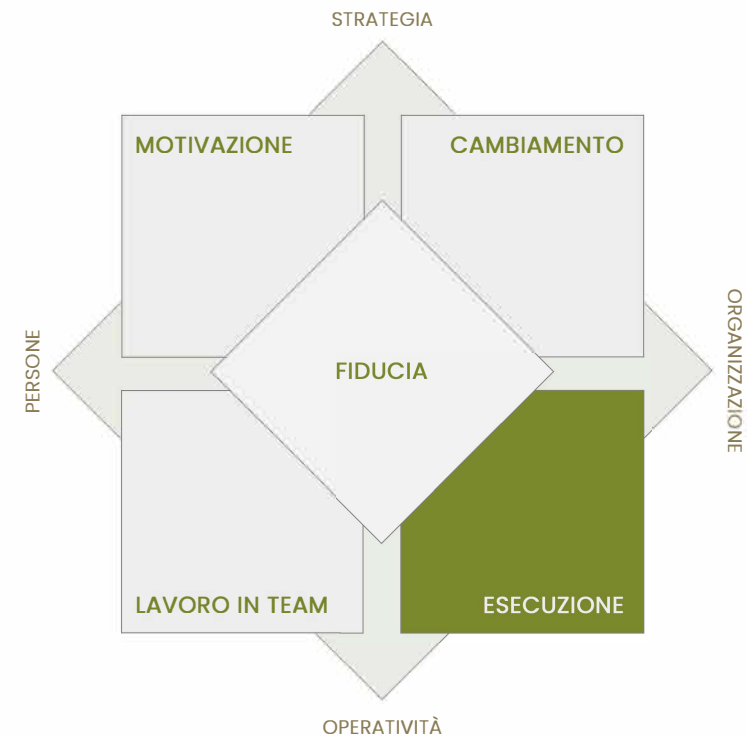 STRATEGIA
MOTIVAZIONE
CAMBIAMENTO
PERSONE
FIDUCIA
ORGANIZZAZIONE
LAVORO IN TEAM
ESECUZIONE
OPERATIVITÀ